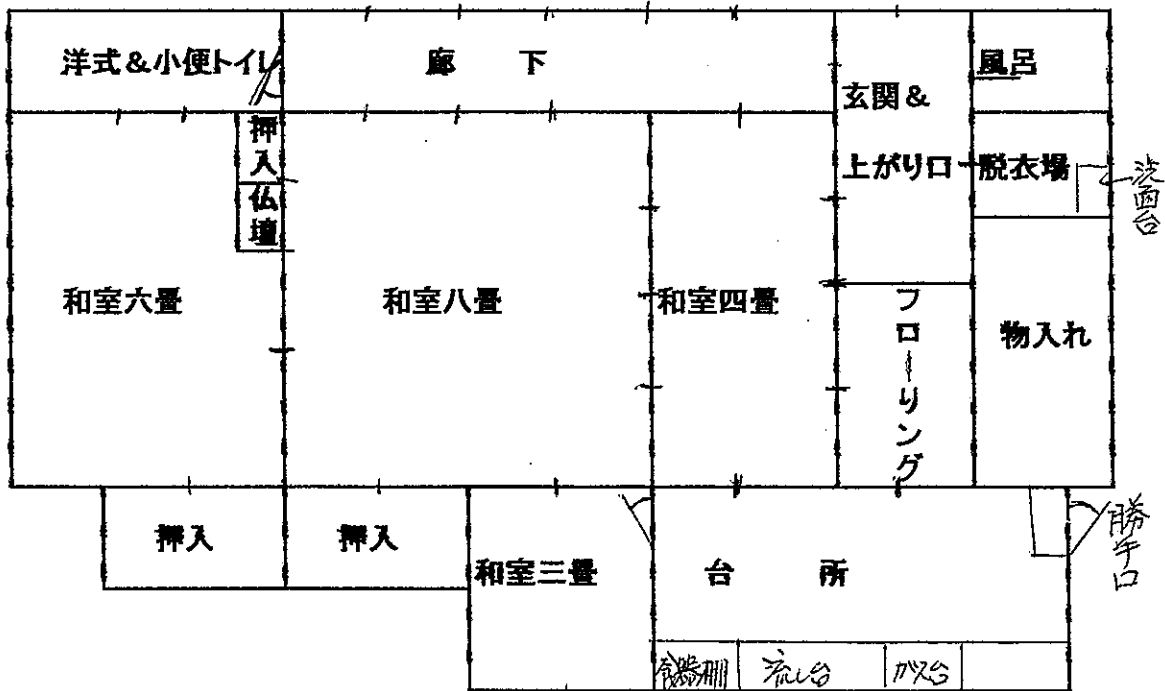 洋式&小便トイレ
廊　下
玄関&
上がり口
風呂
脱衣場
洗面台
押入
仏壇
和室六畳
和室八畳
和室四畳
フローリング
物入れ
押入
押入
和室三畳
台　所
勝手口
食器棚
流し台
ガス台